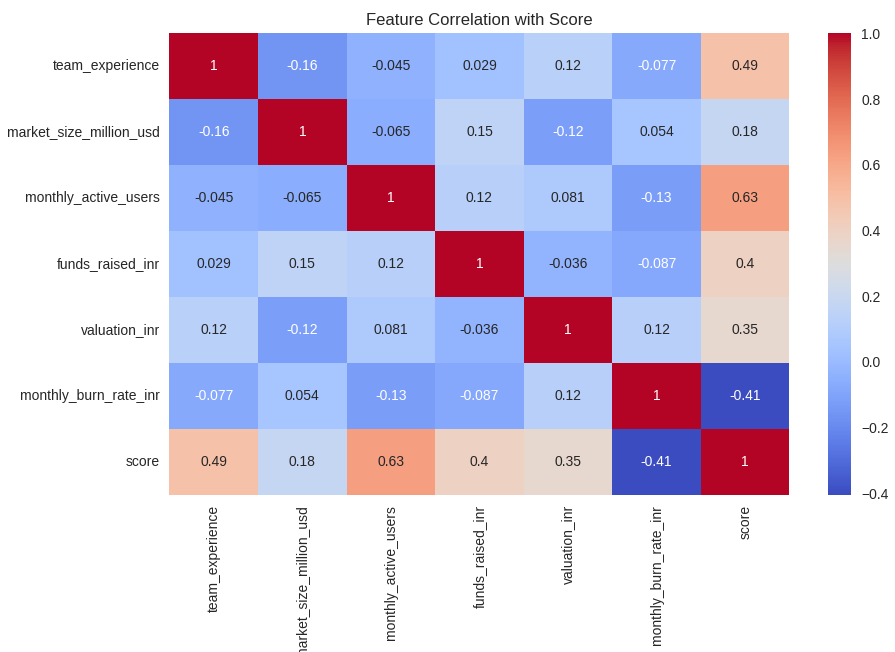 Feature Correlation with Score
team_experience 1 -0.16 -0.045 0.029 0.12 -0.077 0.49
market_size_million_usd -0.16 1 -0.065 0.15 -0.12 0.054 0.18
monthly_active_users -0.045 -0.065 1 0.12 0.081 -0.13 0.63
funds_raised_inr 0.029 0.15 0.12 1 -0.036 -0.087 0.4
valuation_inr 0.12 -0.12 0.081 -0.036 1 0.12 0.35
monthly_burn_rate_inr -0.077 0.054 -0.13 -0.087 0.12 1 -0.41
score 0.49 0.18 0.63 0.4 0.35 -0.41 1
team_experience
arket_size_million_usd
monthly_active_users
funds_raised_inr
valuation_inr
monthly_burn_rate_inr
score
1.0
0.8
0.6
0.4
0.2
0.0
−0.2
−0.4